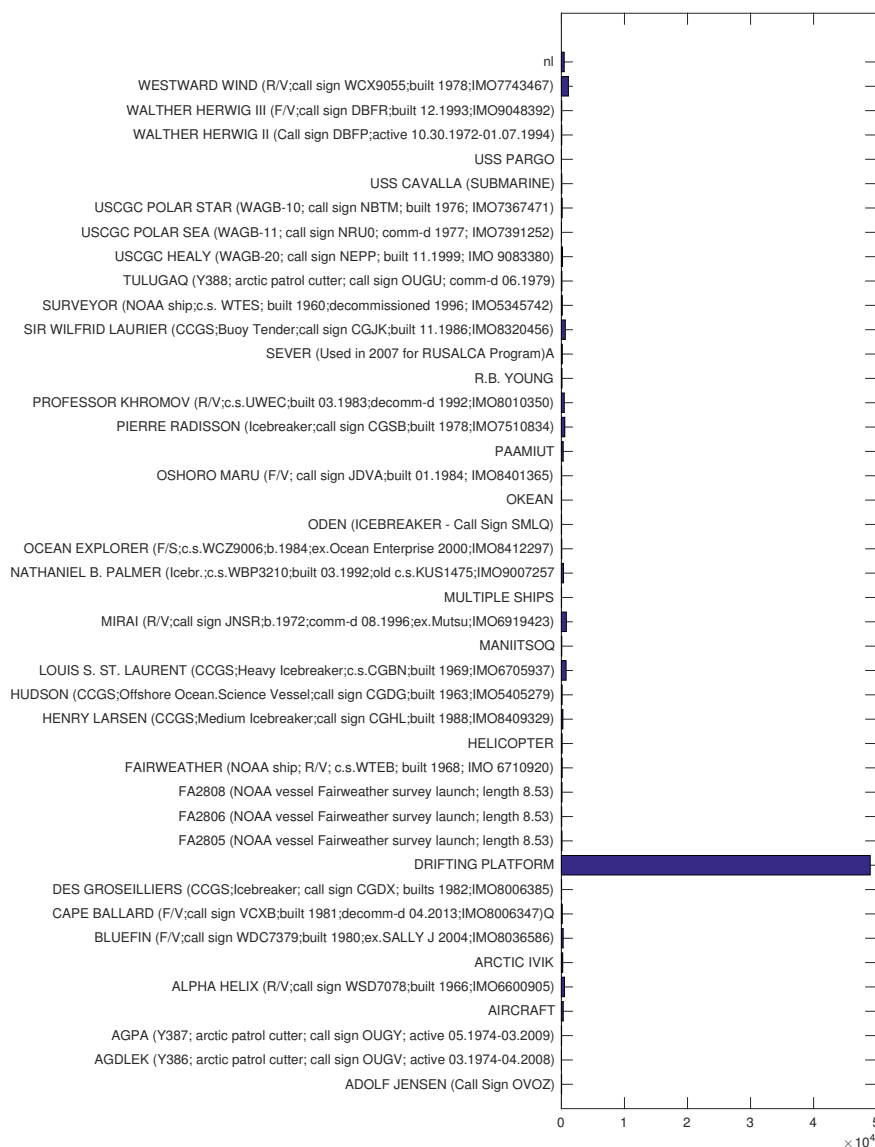 nl
WESTWARD WIND (R/V;call sign WCX9055;built 1978;IMO7743467)
WALTHER HERWIG III (F/V;call sign DBFR;built 12.1993;IMO9048392)
WALTHER HERWIG II (Call sign DBFP;active 10.30.1972-01.07.1994)
USS PARGO
USS CAVALLA (SUBMARINE)
USCGC POLAR STAR (WAGB-10; call sign NBTM; built 1976; IMO7367471)
USCGC POLAR SEA (WAGB-11; call sign NRU0; comm-d 1977; IMO7391252)
USCGC HEALY (WAGB-20; call sign NEPP; built 11.1999; IMO 9083380)
TULUGAQ (Y388; arctic patrol cutter; call sign OUGU; comm-d 06.1979)
SURVEYOR (NOAA ship;c.s. WTES; built 1960;decommissioned 1996; IMO5345742)
SIR WILFRID LAURIER (CCGS;Buoy Tender;call sign CGJK;built 11.1986;IMO8320456)
SEVER (Used in 2007 for RUSALCA Program)A
R.B. YOUNG
PROFESSOR KHROMOV (R/V;c.s.UWEC;built 03.1983;decomm-d 1992;IMO8010350)
PIERRE RADISSON (Icebreaker;call sign CGSB;built 1978;IMO7510834)
PAAMIUT
OSHORO MARU (F/V; call sign JDVA;built 01.1984; IMO8401365)
OKEAN
ODEN (ICEBREAKER - Call Sign SMLQ)
OCEAN EXPLORER (F/S;c.s.WCZ9006;b.1984;ex.Ocean Enterprise 2000;IMO8412297)
NATHANIEL B. PALMER (Icebr.;c.s.WBP3210;built 03.1992;old c.s.KUS1475;IMO9007257
MULTIPLE SHIPS
MIRAI (R/V;call sign JNSR;b.1972;comm-d 08.1996;ex.Mutsu;IMO6919423)
MANIITSOQ
LOUIS S. ST. LAURENT (CCGS;Heavy Icebreaker;c.s.CGBN;built 1969;IMO6705937)
HUDSON (CCGS;Offshore Ocean.Science Vessel;call sign CGDG;built 1963;IMO5405279)
HENRY LARSEN (CCGS;Medium Icebreaker;call sign CGHL;built 1988;IMO8409329)
HELICOPTER
FAIRWEATHER (NOAA ship; R/V; c.s.WTEB; built 1968; IMO 6710920)
FA2808 (NOAA vessel Fairweather survey launch; length 8.53)
FA2806 (NOAA vessel Fairweather survey launch; length 8.53)
FA2805 (NOAA vessel Fairweather survey launch; length 8.53)
DRIFTING PLATFORM
DES GROSEILLIERS (CCGS;Icebreaker; call sign CGDX; builts 1982;IMO8006385)
CAPE BALLARD (F/V;call sign VCXB;built 1981;decomm-d 04.2013;IMO8006347)Q
BLUEFIN (F/V;call sign WDC7379;built 1980;ex.SALLY J 2004;IMO8036586)
ARCTIC IVIK
ALPHA HELIX (R/V;call sign WSD7078;built 1966;IMO6600905)
AIRCRAFT
AGPA (Y387; arctic patrol cutter; call sign OUGY; active 05.1974-03.2009)
AGDLEK (Y386; arctic patrol cutter; call sign OUGV; active 03.1974-04.2008)
ADOLF JENSEN (Call Sign OVOZ)
0 1 2 3 4 5
×10⁴